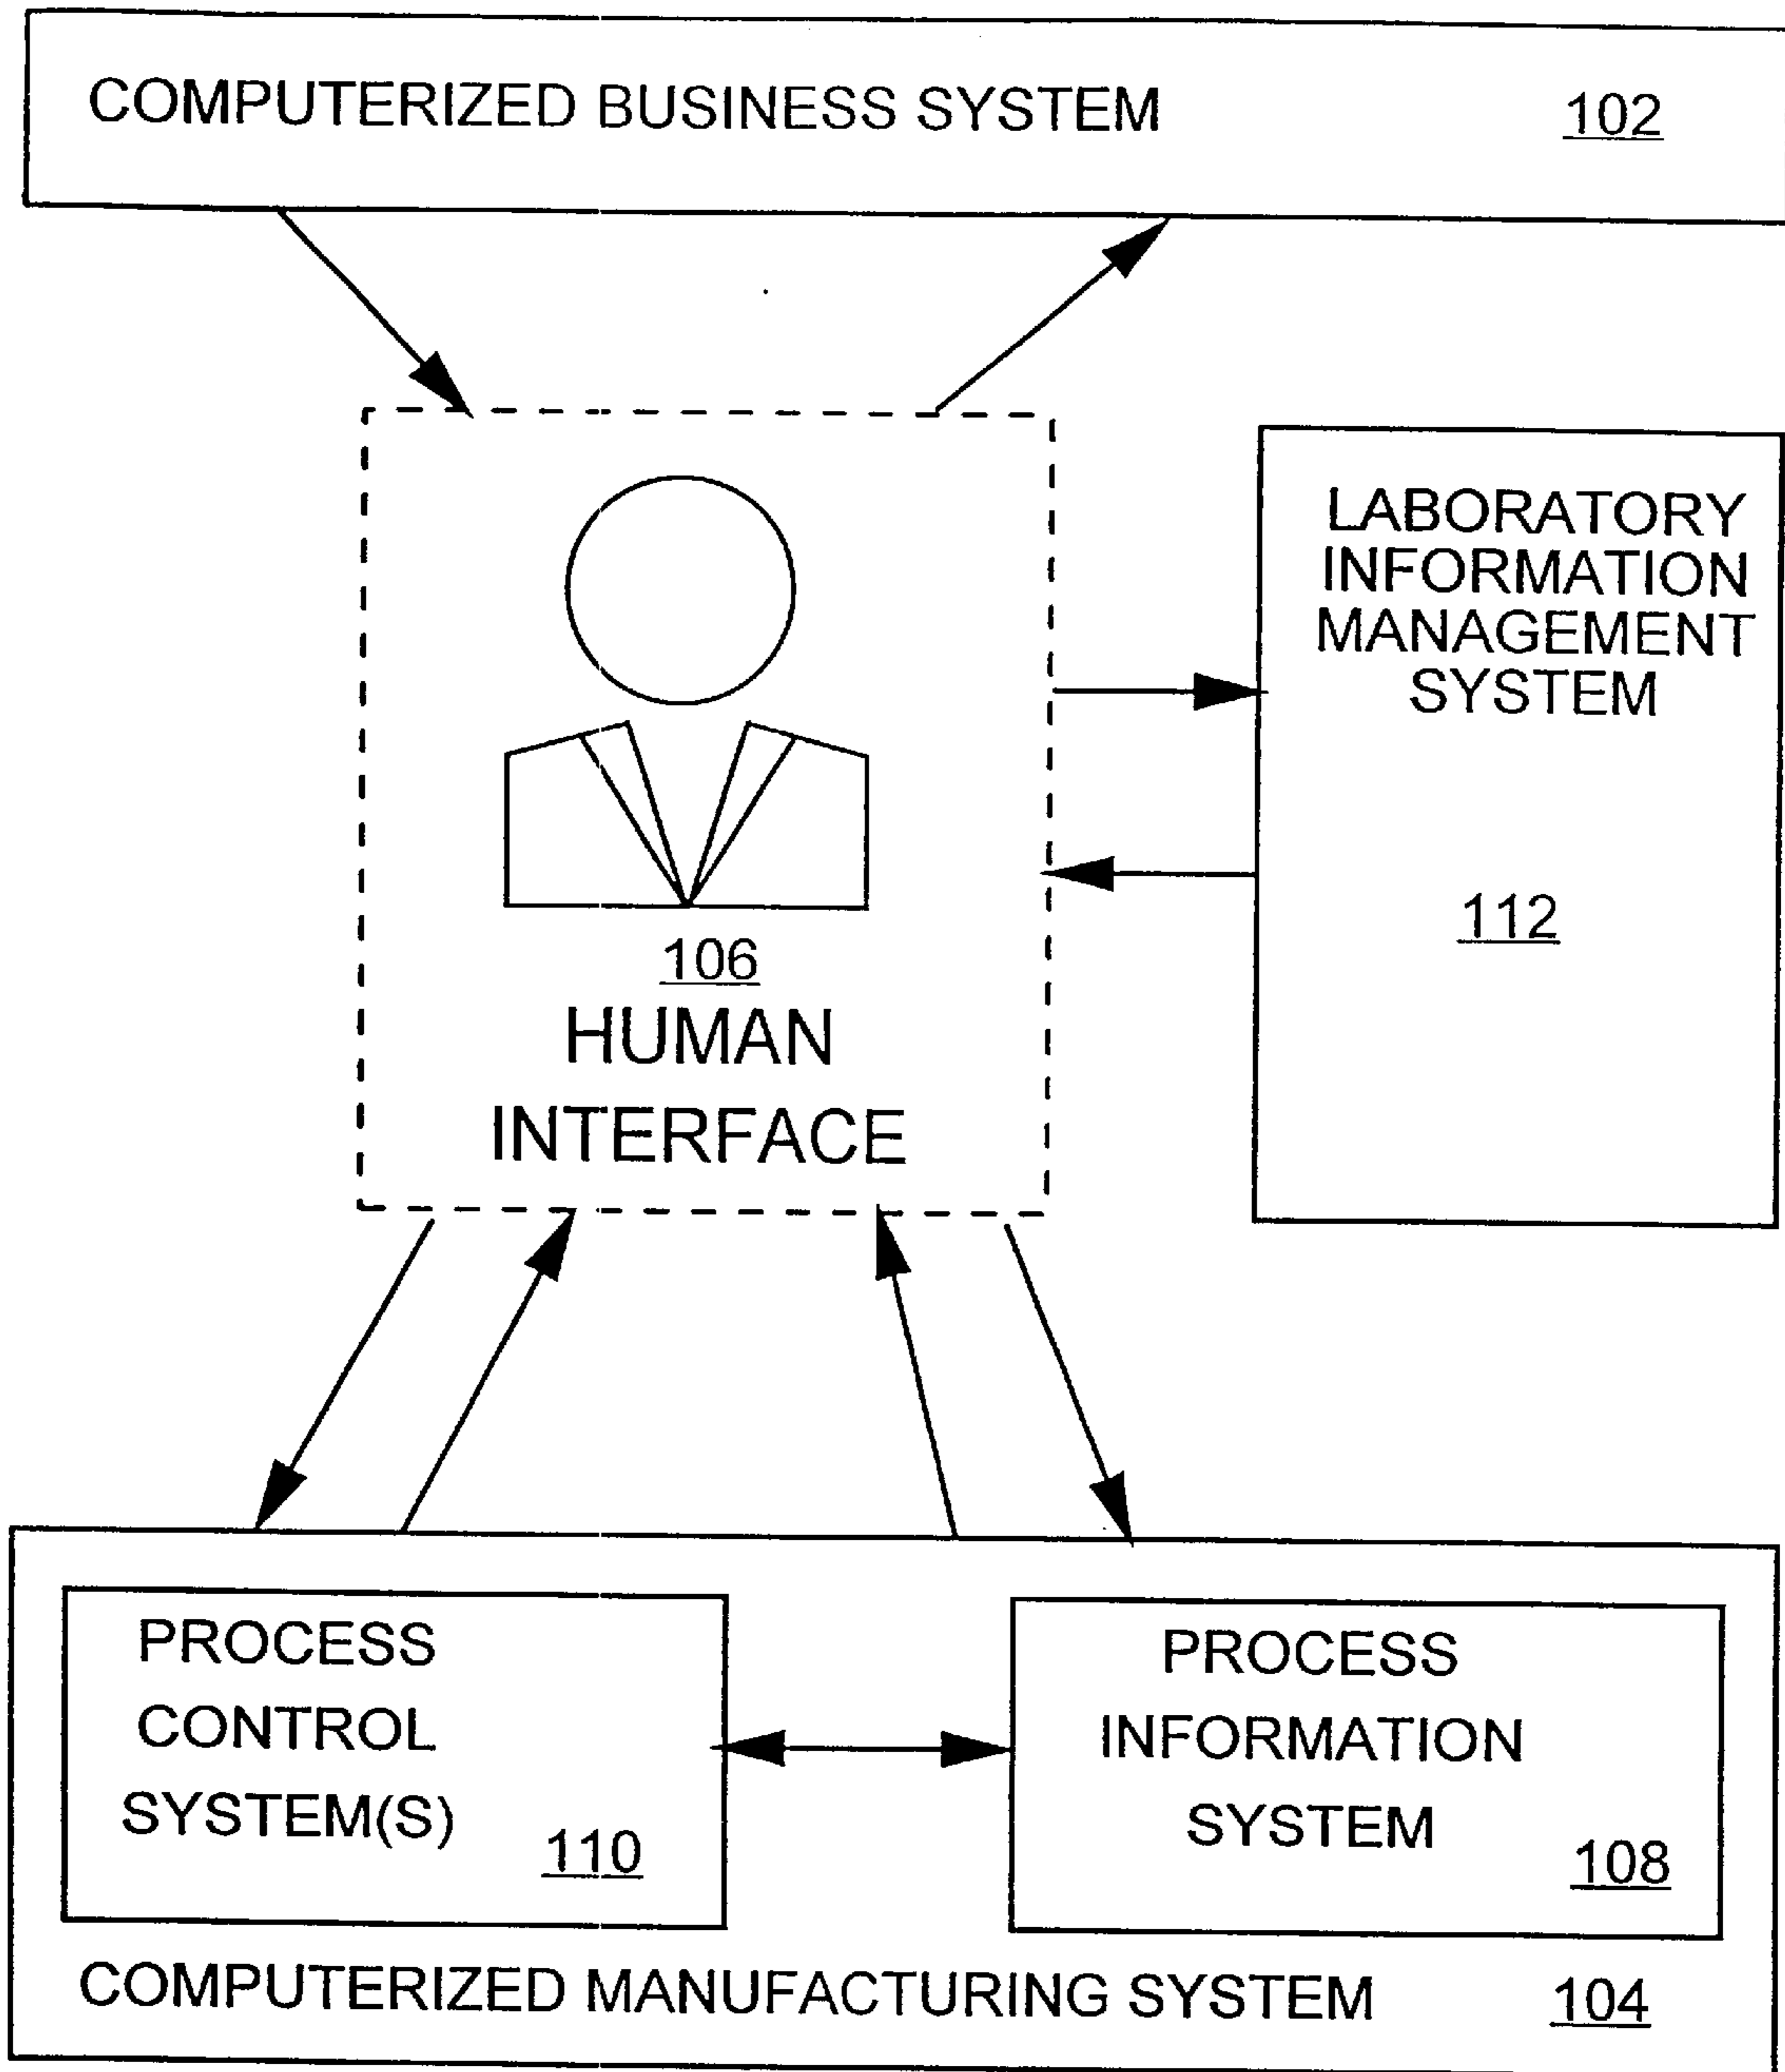 COMPUTERIZED BUSINESS SYSTEM 102
LABORATORY
INFORMATION
MANAGEMENT
SYSTEM
112
106
HUMAN
INTERFACE
PROCESS
CONTROL
SYSTEM(S)
110
PROCESS
INFORMATION
SYSTEM
108
COMPUTERIZED MANUFACTURING SYSTEM 104